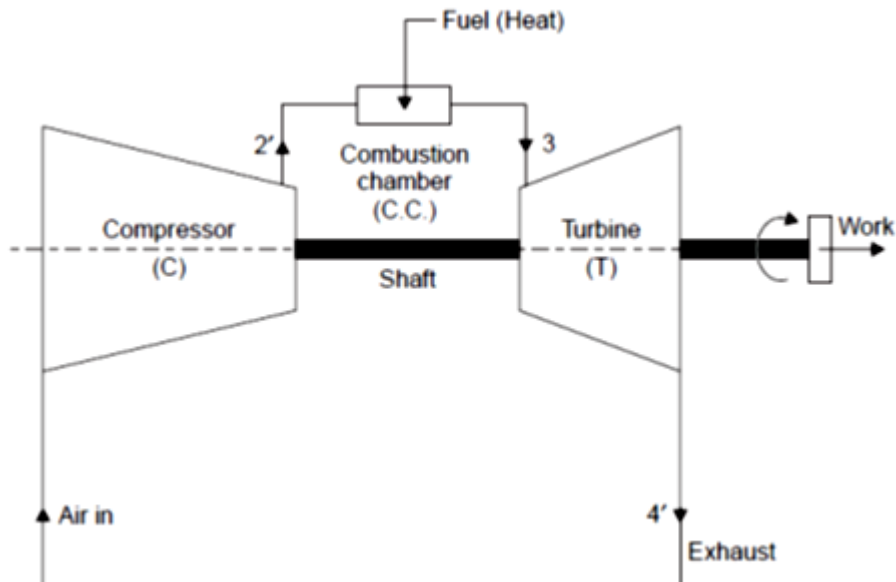 Fuel (Heat)
2′
3
Combustion
chamber
(C.C.)
Compressor
(C)
Turbine
(T)
Work
Shaft
Air in
4′
Exhaust